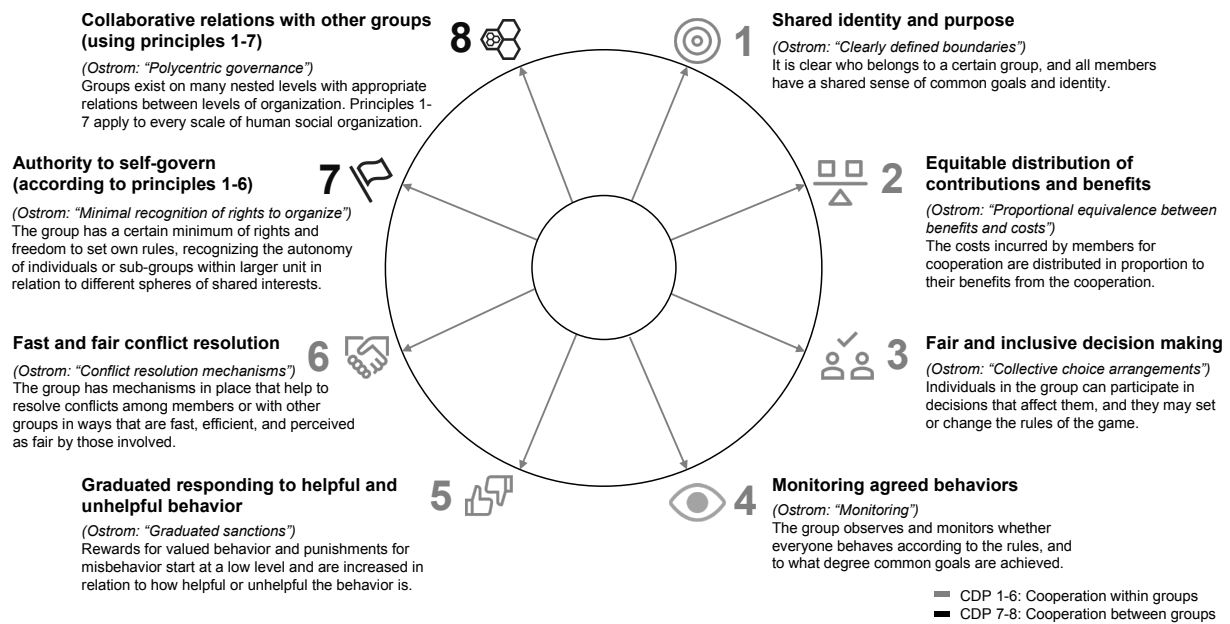 Shared identity and purpose
1
(Ostrom: “Clearly defined boundaries”)
It is clear who belongs to a certain group, and all members
have a shared sense of common goals and identity.
2
Equitable distribution of
contributions and benefits
(Ostrom: “Proportional equivalence between
benefits and costs”)
The costs incurred by members for
cooperation are distributed in proportion to
their benefits from the cooperation.
3
Fair and inclusive decision making
(Ostrom: “Collective choice arrangements”)
Individuals in the group can participate in
decisions that affect them, and they may set
or change the rules of the game.
4
Monitoring agreed behaviors
(Ostrom: “Monitoring”)
The group observes and monitors whether
everyone behaves according to the rules, and
to what degree common goals are achieved.
5
Graduated responding to helpful and
unhelpful behavior
(Ostrom: “Graduated sanctions”)
Rewards for valued behavior and punishments for
misbehavior start at a low level and are increased in
relation to how helpful or unhelpful the behavior is.
6
Fast and fair conflict resolution
(Ostrom: “Conflict resolution mechanisms”)
The group has mechanisms in place that help to
resolve conflicts among members or with other
groups in ways that are fast, efficient, and perceived
as fair by those involved.
7
Authority to self-govern
(according to principles 1-6)
(Ostrom: “Minimal recognition of rights to organize”)
The group has a certain minimum of rights and
freedom to set own rules, recognizing the autonomy
of individuals or sub-groups within larger unit in
relation to different spheres of shared interests.
8
Collaborative relations with other groups
(using principles 1-7)
(Ostrom: “Polycentric governance”)
Groups exist on many nested levels with appropriate
relations between levels of organization. Principles 1-
7 apply to every scale of human social organization.
CDP 1-6: Cooperation within groups
CDP 7-8: Cooperation between groups